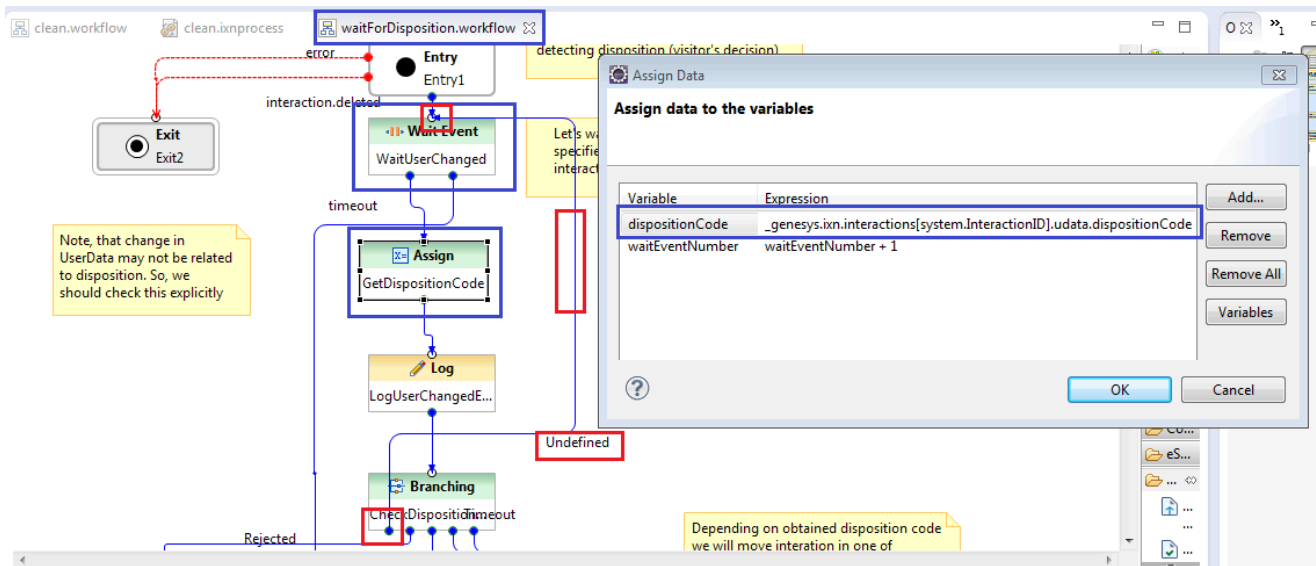 clean.workflow
clean.ixnprocess
waitForDisposition.workflow
error
Entry
Entry1
detecting disposition (visitor's decision)
interaction.deleted
Exit
Exit2
Wait Event
WaitUserChanged
timeout
Note, that change in
UserData may not be related
to disposition. So, we
should check this explicitly
Assign
GetDispositionCode
Log
LogUserChangedE...
Undefined
Branching
CheckDisposition...
Timeout
Rejected
Depending on obtained disposition code
we will move interation in one of
Assign Data
Assign data to the variables
Variable Expression
dispositionCode _genesys.ixn.interactions[system.InteractionID].udata.dispositionCode
waitEventNumber waitEventNumber + 1
Add...
Remove
Remove All
Variables
?
OK
Cancel
eS...
...
...
...